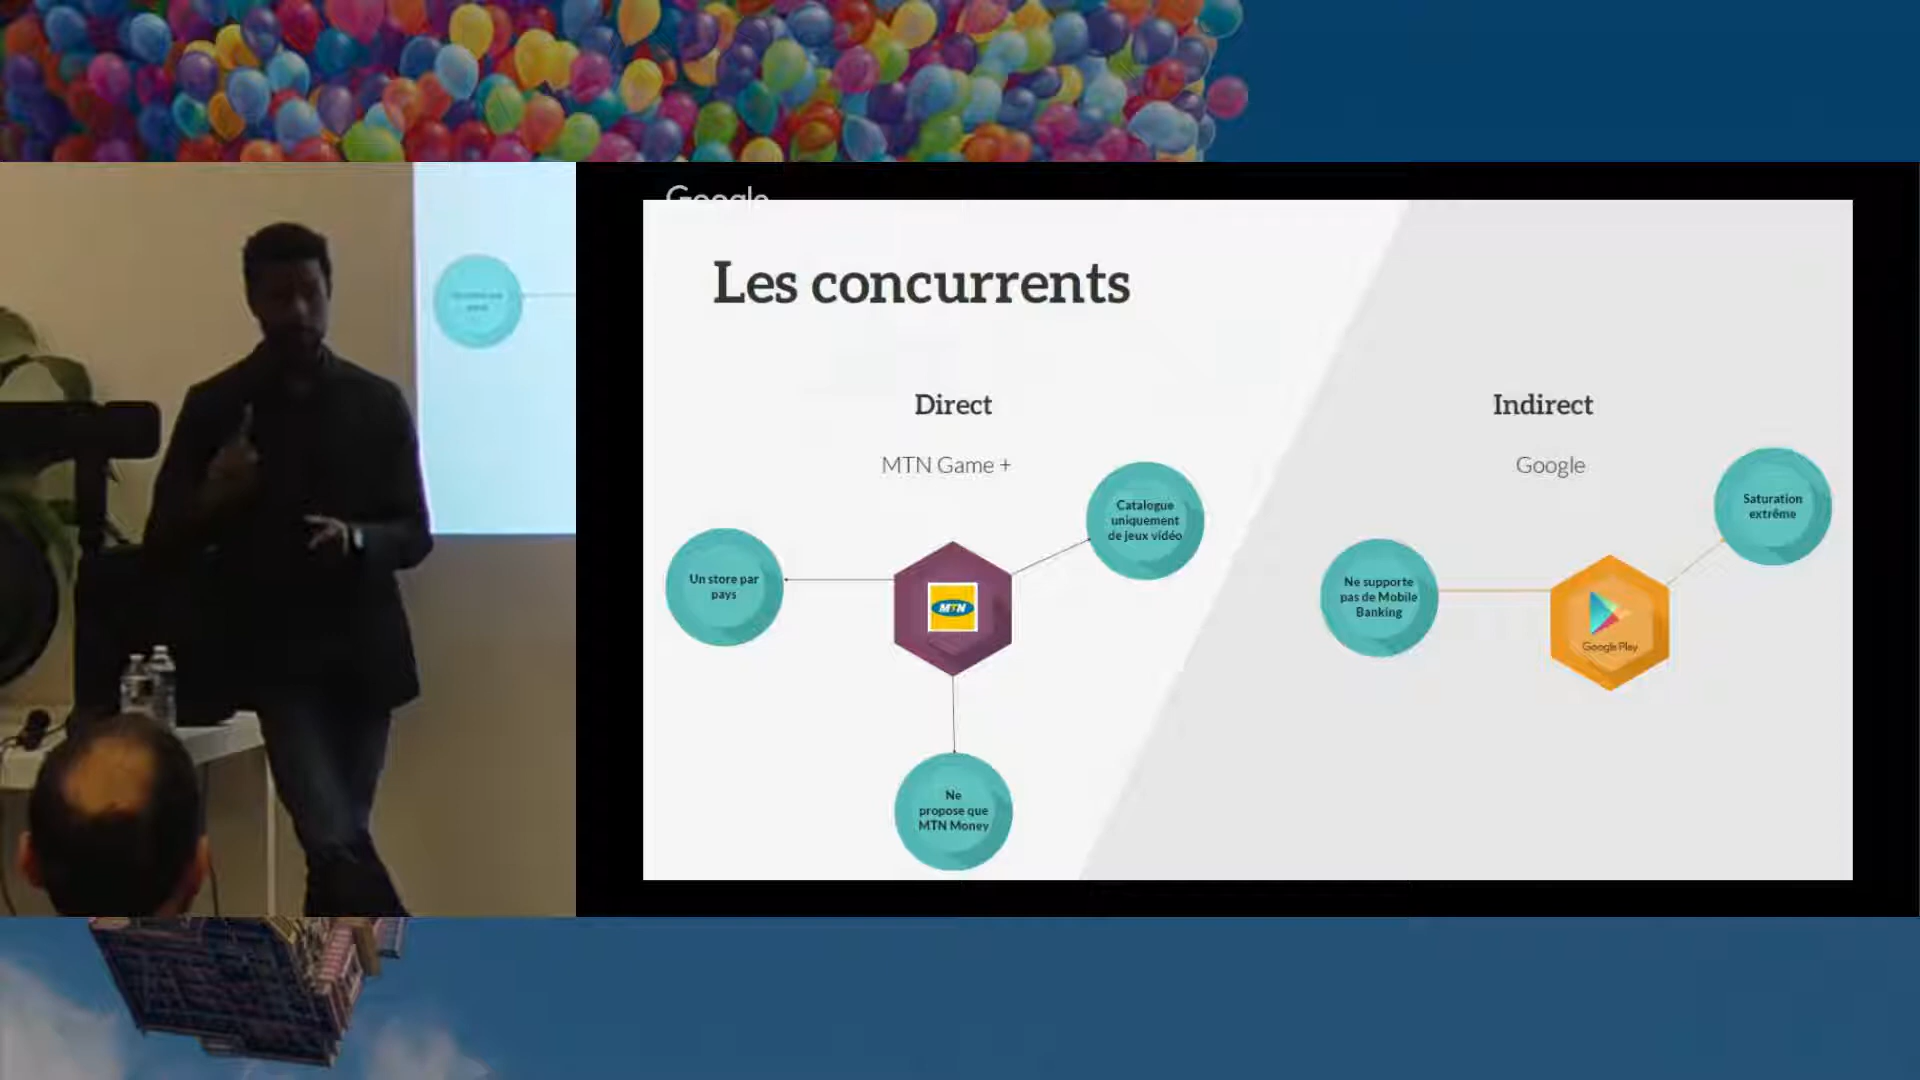 Google
Les concurrents
Direct
Indirect
MTN Game +
Google
Catalogue
uniquement
de jeux vidéo
Saturation
extrême
Un store par
pays
MTN
Ne supporte
pas de Mobile
Banking
Google Play
Ne
propose que
MTN Money